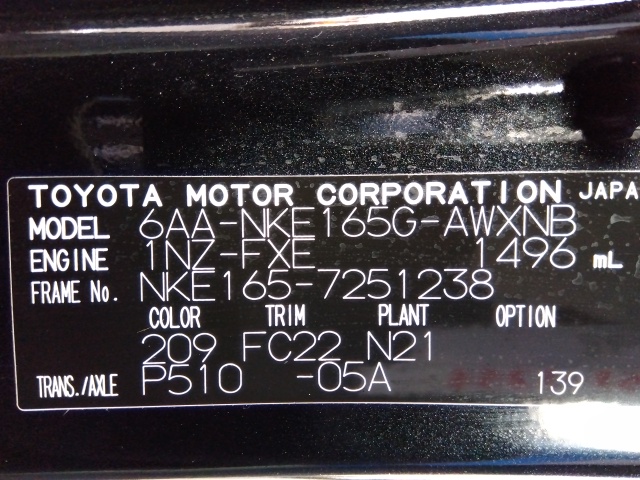 TOYOTA MOTOR CORPORATION JAPA
MODEL 6AA-NKE165G-AWXNB
ENGINE 1NZ-FXE 1496 mL
FRAME No. NKE165-7251238
COLOR TRIM PLANT OPTION
209 FC22 N21
TRANS./AXLE P510 -05A 139